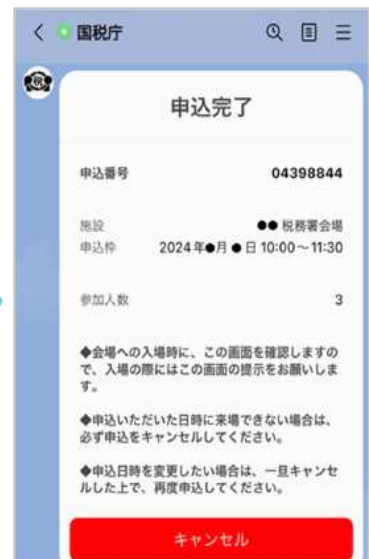 国税庁
税
申込完了
申込番号 04398844
施設 ●● 税務署会場
申込枠 2024年●月●日 10:00~11:30
参加人数 3
◆会場への入場時に、この画面を確認しますの
で、入場の際にはこの画面の提示をお願いしま
す。
◆申込いただいた日時に来場できない場合は、
必ず申込をキャンセルしてください。
◆申込日時を変更したい場合は、一旦キャンセ
ルした上で、再度申込してください。
キャンセル